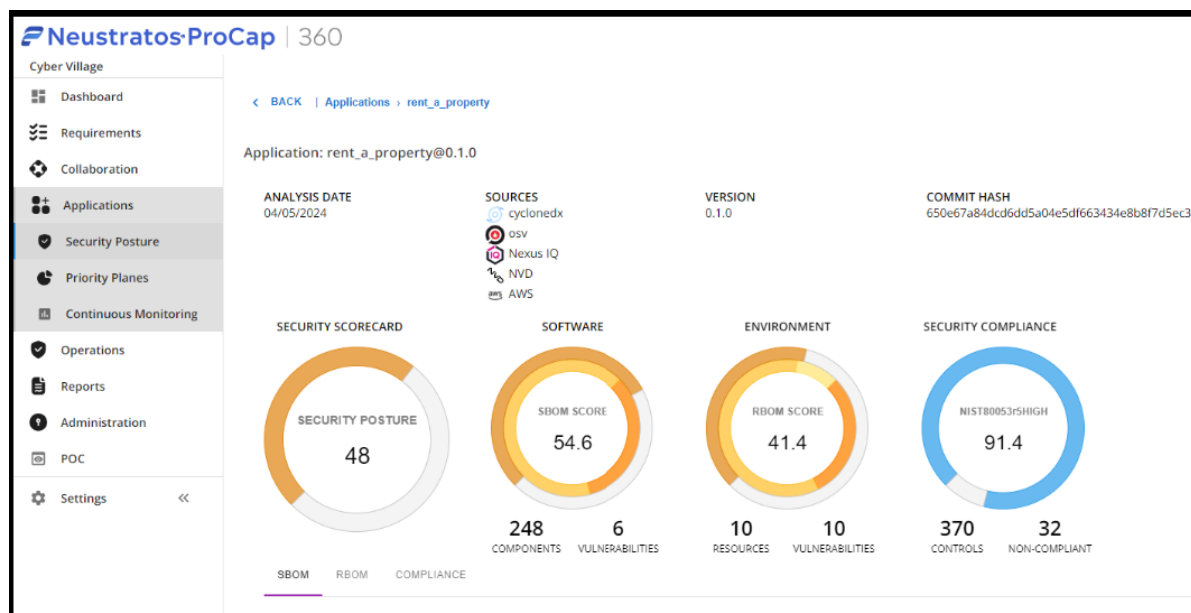 Neustratos·ProCap | 360
Cyber Village
Dashboard
Requirements
Collaboration
Applications
Security Posture
Priority Planes
Continuous Monitoring
Operations
Reports
Administration
POC
Settings «
‹ BACK | Applications › rent_a_property
Application: rent_a_property@0.1.0
ANALYSIS DATE
04/05/2024
SOURCES
cyclonedx
osv
IQ Nexus IQ
NVD
aws AWS
VERSION
0.1.0
COMMIT HASH
650e67a84dcd6dd5a04e5df663434e8b8f7d5ec3
SECURITY SCORECARD
SECURITY POSTURE
48
SOFTWARE
SBOM SCORE
54.6
248 6
COMPONENTS VULNERABILITIES
ENVIRONMENT
RBOM SCORE
41.4
10 10
RESOURCES VULNERABILITIES
SECURITY COMPLIANCE
NIST80053r5HIGH
91.4
370 32
CONTROLS NON-COMPLIANT
SBOM RBOM COMPLIANCE